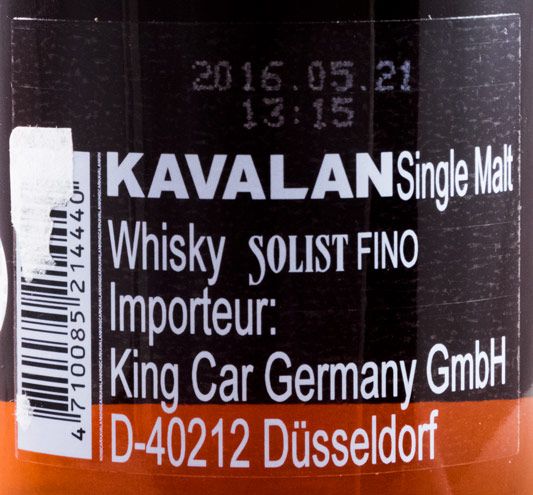 2016.05.21
13:15
KAVALAN Single Malt
Whisky SOLIST FINO
Importeur:
King Car Germany GmbH
D-40212 Düsseldorf
4 710085 214440